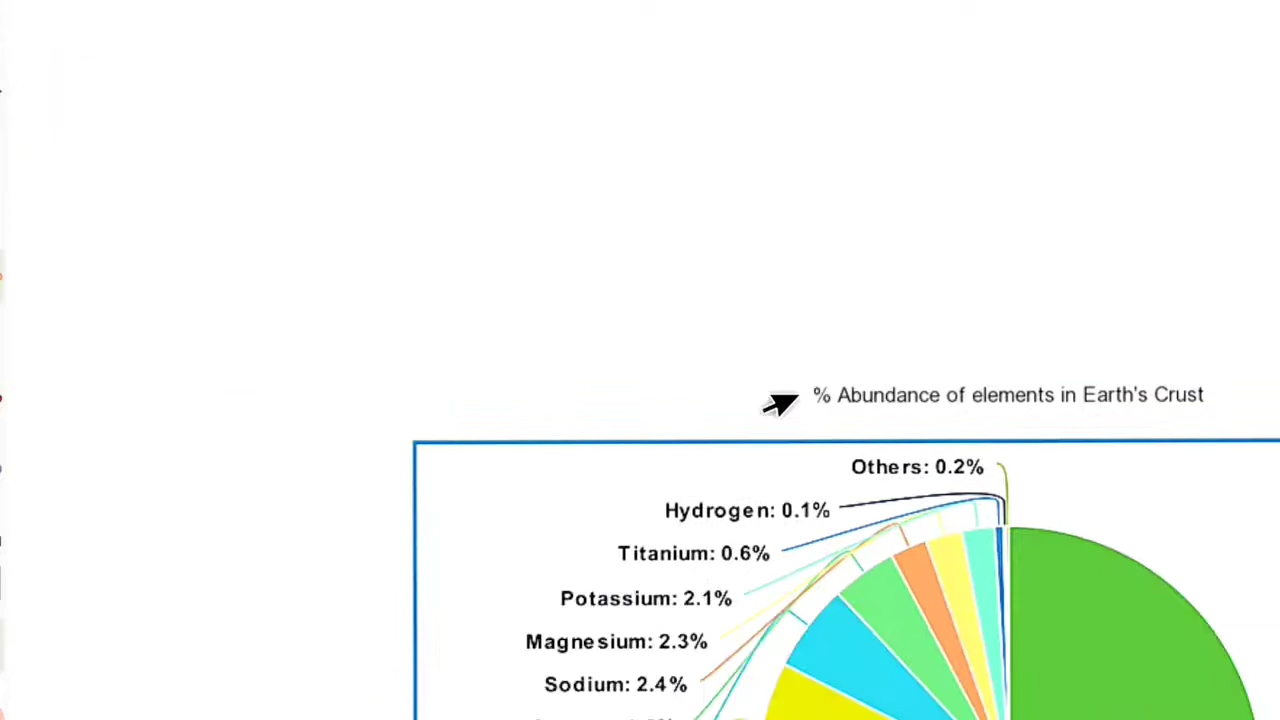 % Abundance of elements in Earth's Crust
Others: 0.2%
Hydrogen: 0.1%
Titanium: 0.6%
Potassium: 2.1%
Magnesium: 2.3%
Sodium: 2.4%